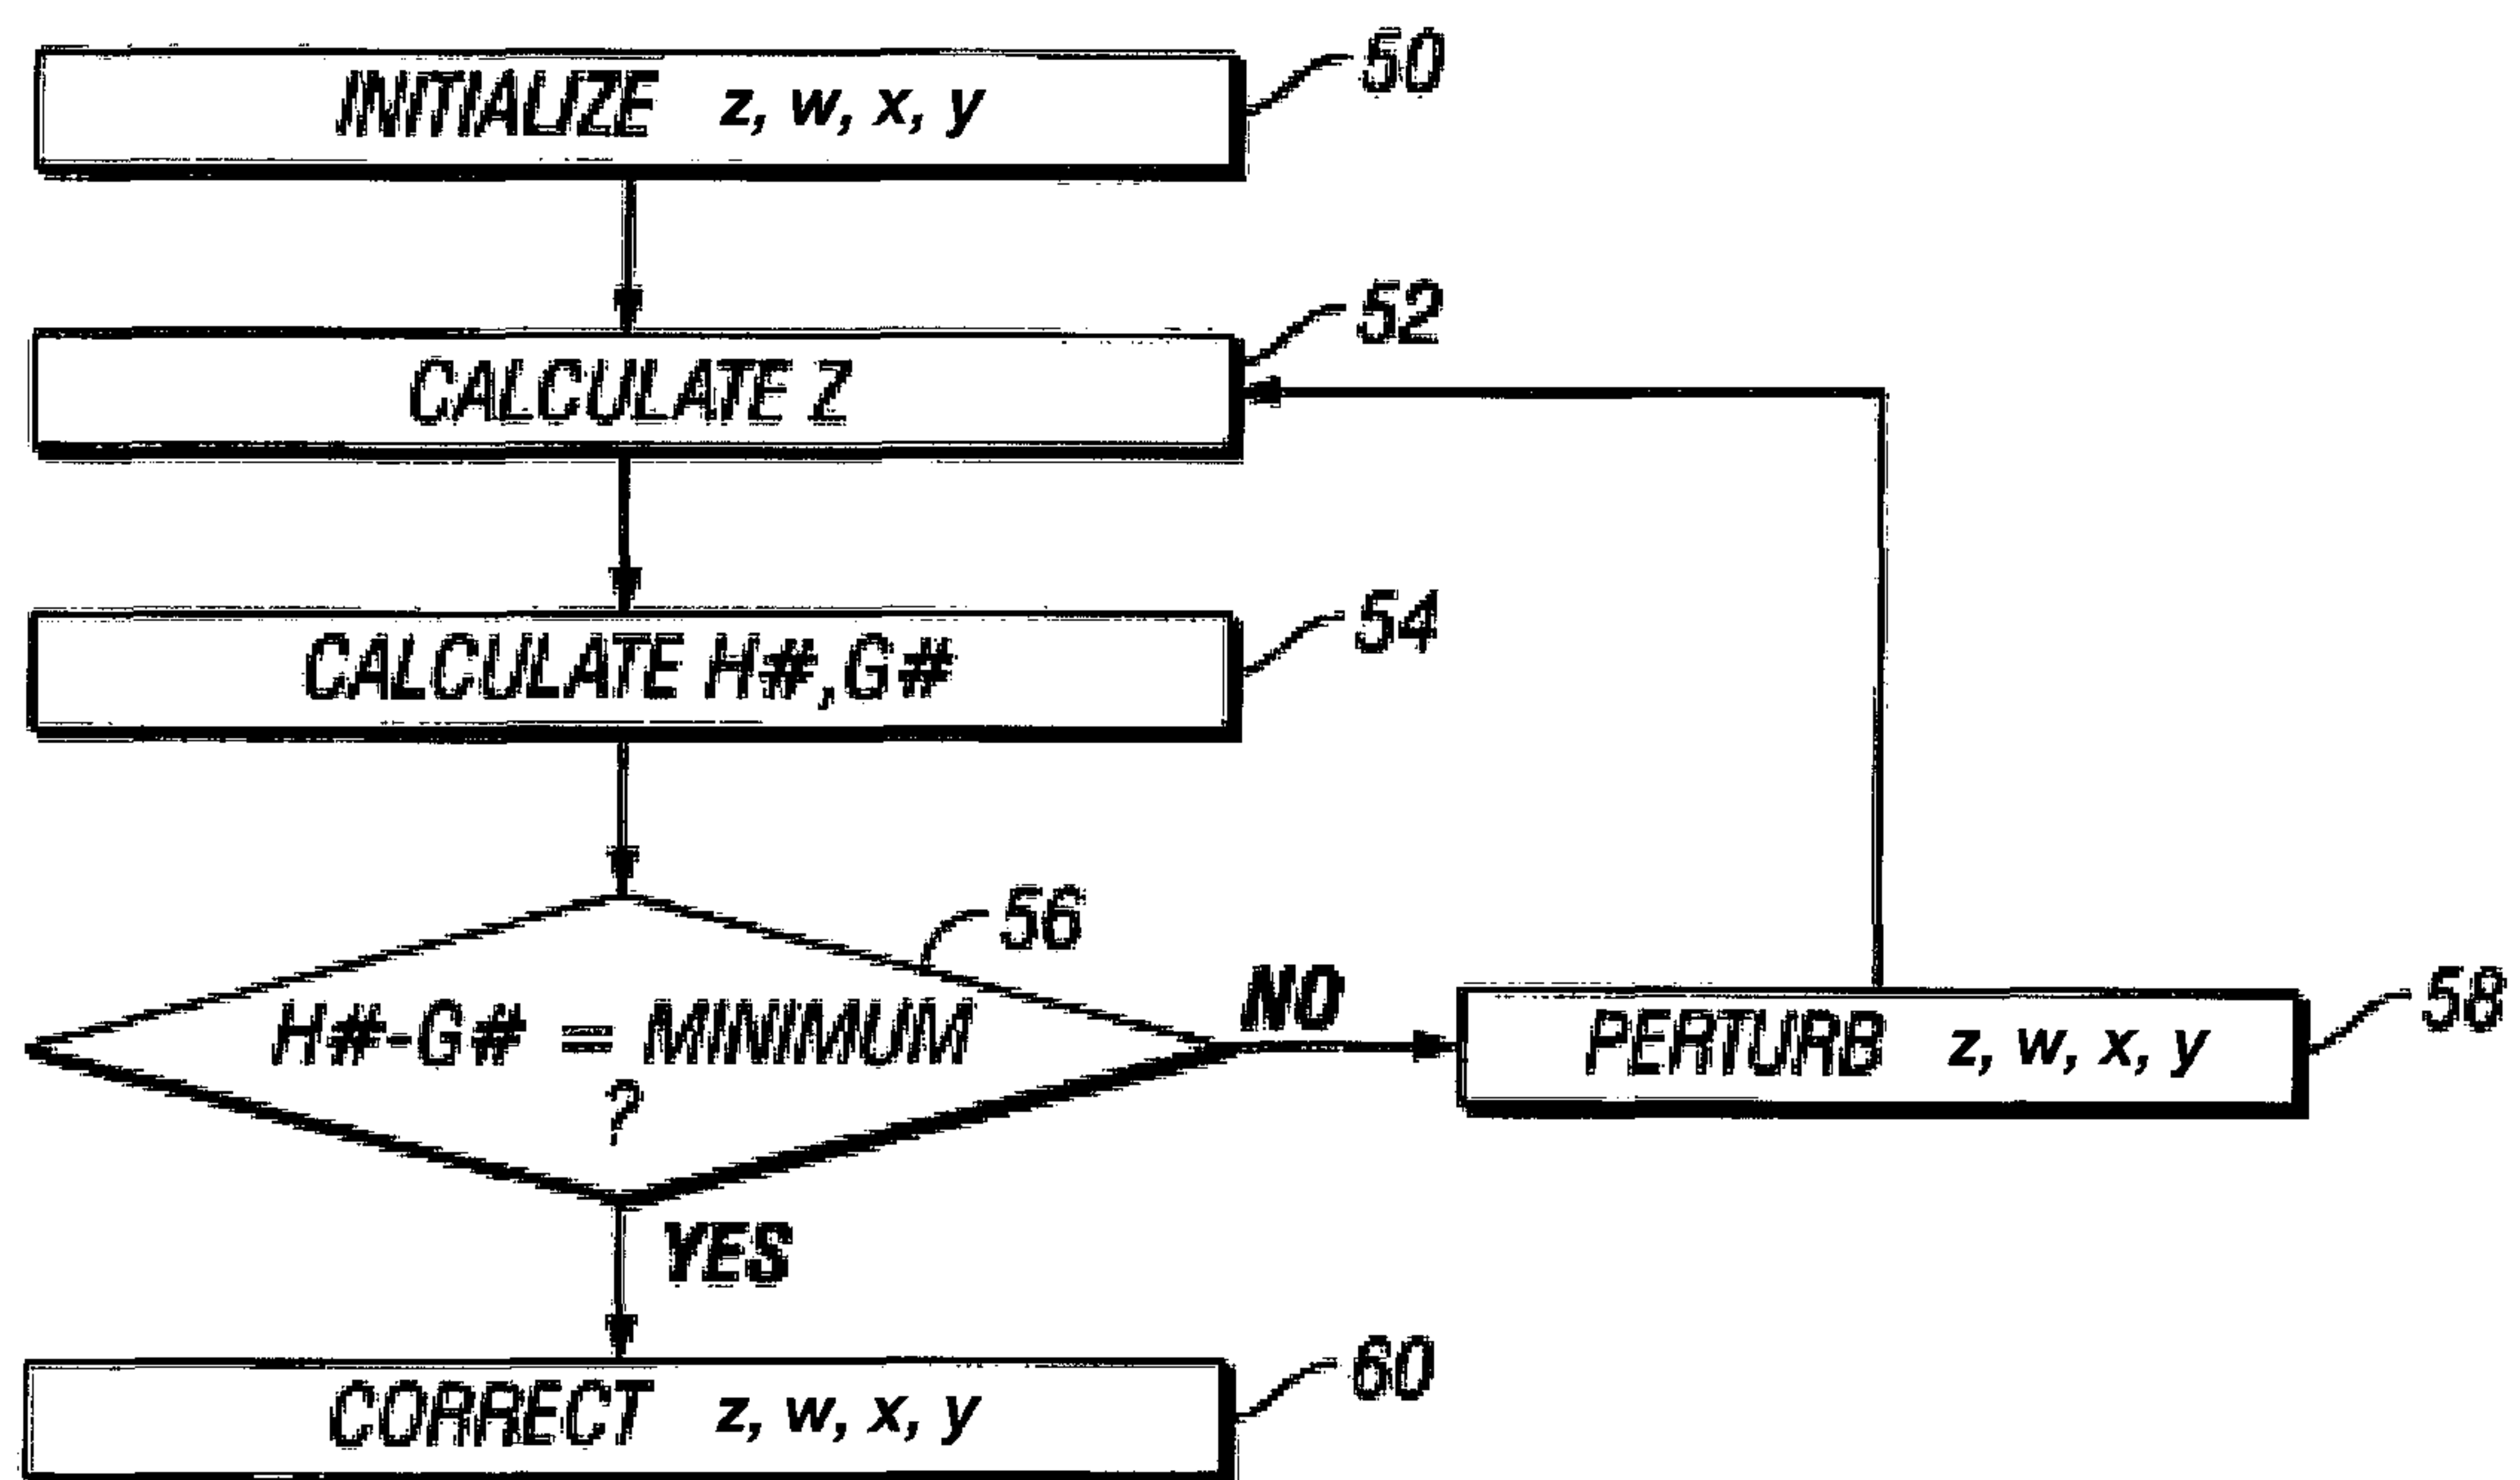 INITIALIZE z, w, x, y
50
CALCULATE Z
52
CALCULATE H#,G#
54
H#-G# = MINIMUM
?
56
NO
PERTURB z, w, x, y
58
YES
CORRECT z, w, x, y
60